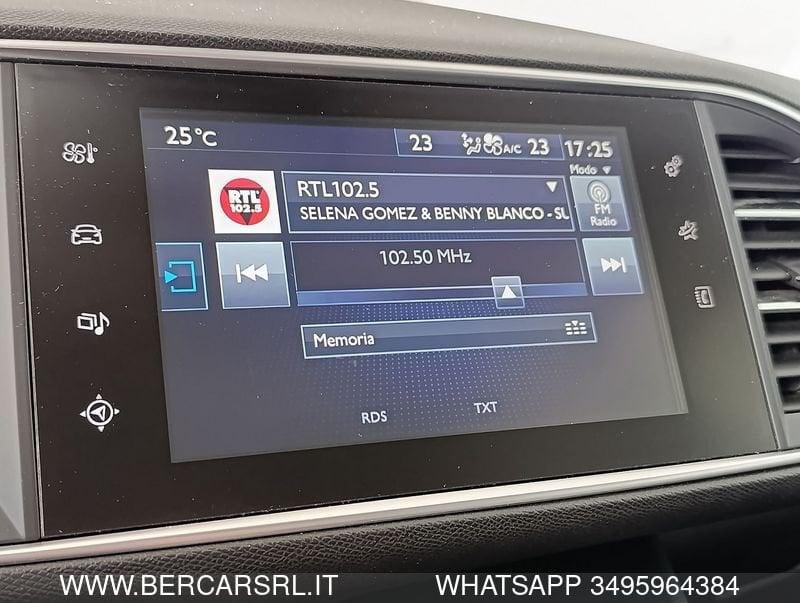 25°C
23 A/C 23 17:25
Modo
RTL 102.5
RTL102.5
SELENA GOMEZ & BENNY BLANCO - SU
FM
Radio
102.50 MHz
Memoria
RDS TXT
WWW.BERCARSRL.IT WHATSAPP 3495964384